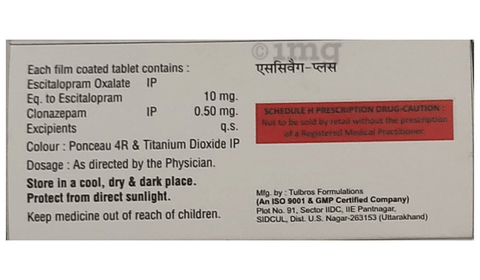 ©1mg
Each film coated tablet contains :
Escitalopram Oxalate IP
Eq. to Escitalopram 10 mg.
Clonazepam IP 0.50 mg.
Excipients q.s.
Colour : Ponceau 4R & Titanium Dioxide IP
Dosage : As directed by the Physician.
Store in a cool, dry & dark place.
Protect from direct sunlight.
Keep medicine out of reach of children.
एससिवैग-प्लस
SCHEDULE H PRESCRIPTION DRUG-CAUTION :
Not to be sold by retail without the prescription
of a Registered Medical Practitioner.
Mfg. by : Tulbros Formulations
(An ISO 9001 & GMP Certified Company)
Plot No. 91, Sector IIDC, IIE Pantnagar,
SIDCUL, Dist. U.S. Nagar-263153 (Uttarakhand)